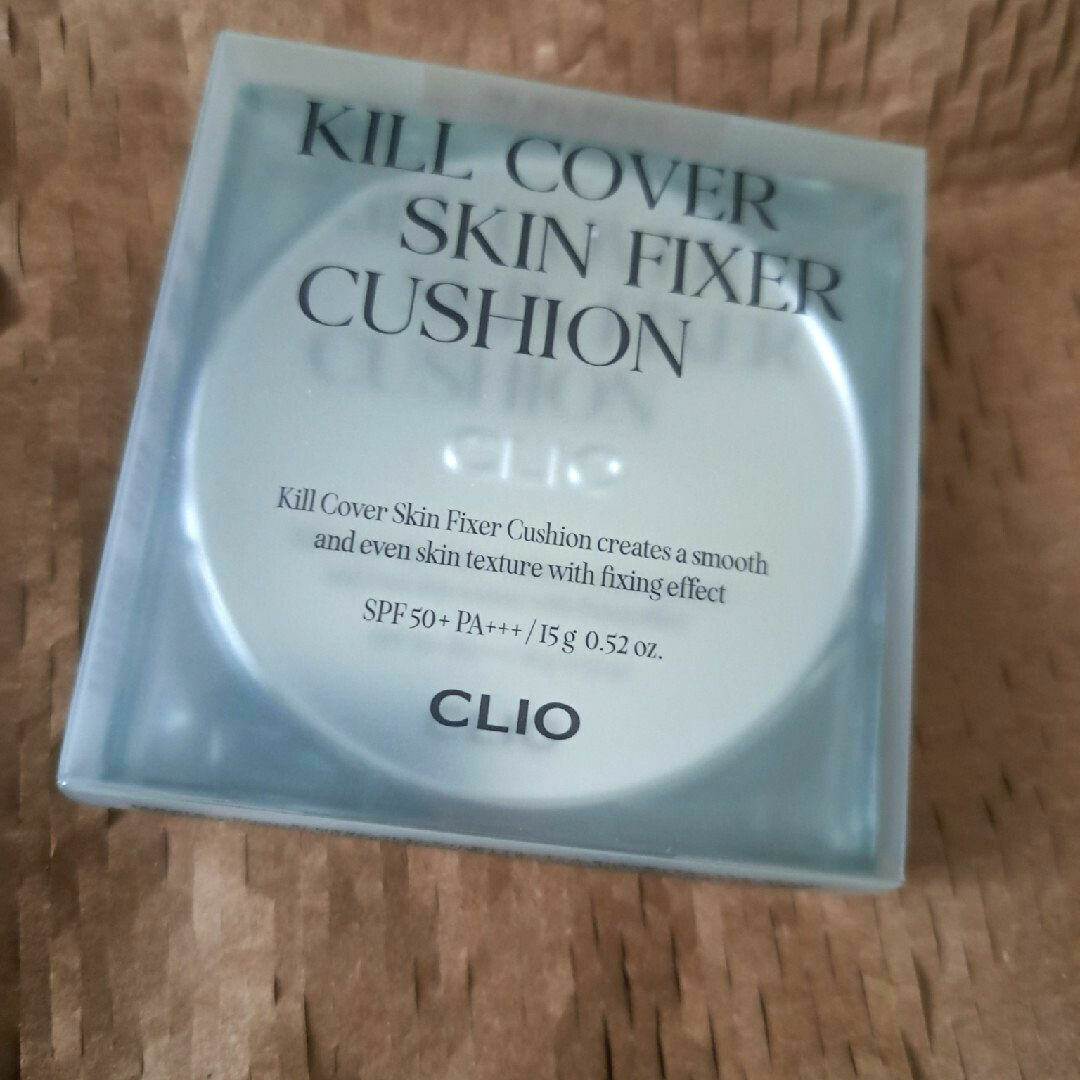 KILL COVER
SKIN FIXER
CUSHION
CLIO
Kill Cover Skin Fixer Cushion creates a smooth
and even skin texture with fixing effect
SPF 50+ PA+++ / 15 g 0.52 oz.
CLIO